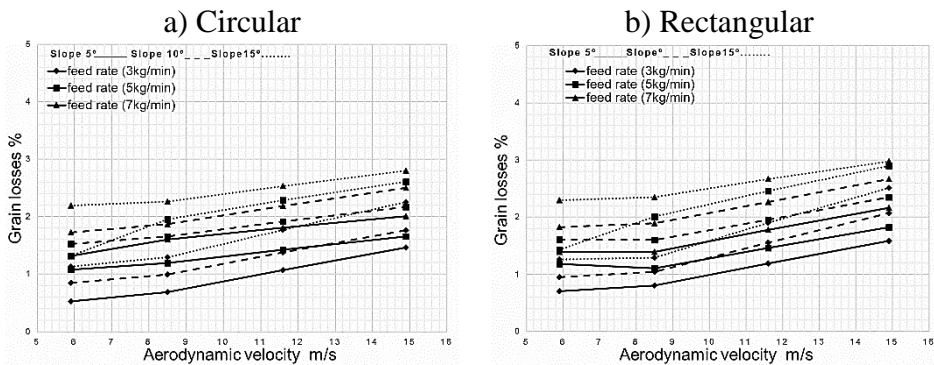 a) Circular
Slope 5°____ Slope 10°_ _ _Slope15°........
feed rate (3kg/min)
feed rate (5kg/min)
feed rate (7kg/min)
Grain losses %
5
4
3
2
1
0
5 6 7 8 9 10 11 12 13 14 15 16
Aerodynamic velocity m/s
b) Rectangular
Slope 5°____Slope°_ _ _Slope15°........
feed rate (3kg/min)
feed rate (5kg/min)
feed rate (7kg/min)
Grain losses %
5
4
3
2
1
0
5 6 7 8 9 10 11 12 13 14 15 16
Aerodynamic velocity m/s